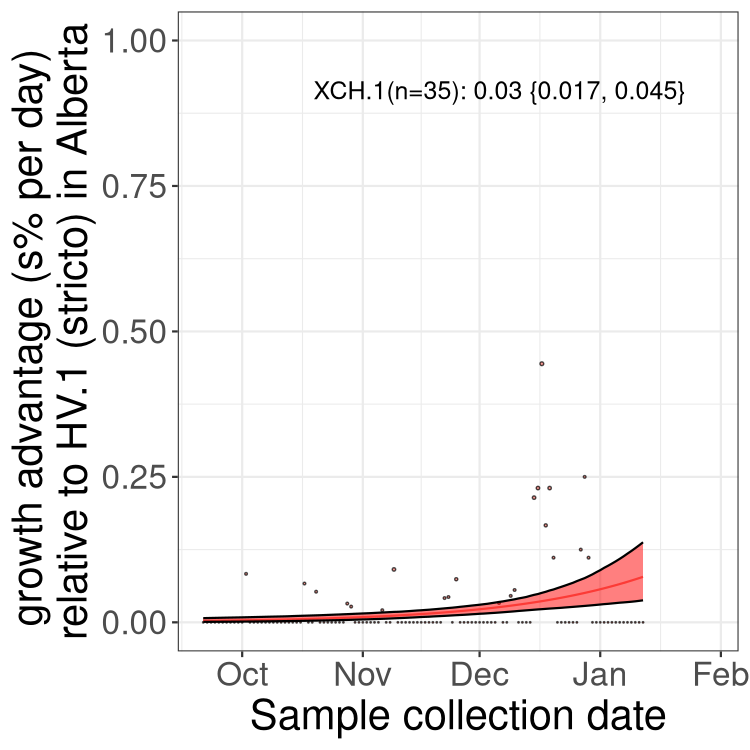 growth advantage (s% per day)
relative to HV.1 (stricto) in Alberta
1.00
0.75
0.50
0.25
0.00
XCH.1(n=35): 0.03 {0.017, 0.045}
Oct Nov Dec Jan Feb
Sample collection date